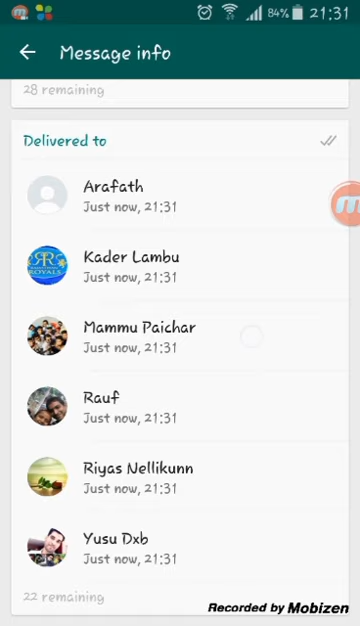 84% 21:31
Message info
28 remaining
Delivered to
Arafath
Just now, 21:31
Kader Lambu
Just now, 21:31
RR
ROYALS
Mammu Paichar
Just now, 21:31
Rauf
Just now, 21:31
Riyas Nellikunn
Just now, 21:31
Yusu Dxb
Just now, 21:31
22 remaining
Recorded by Mobizen